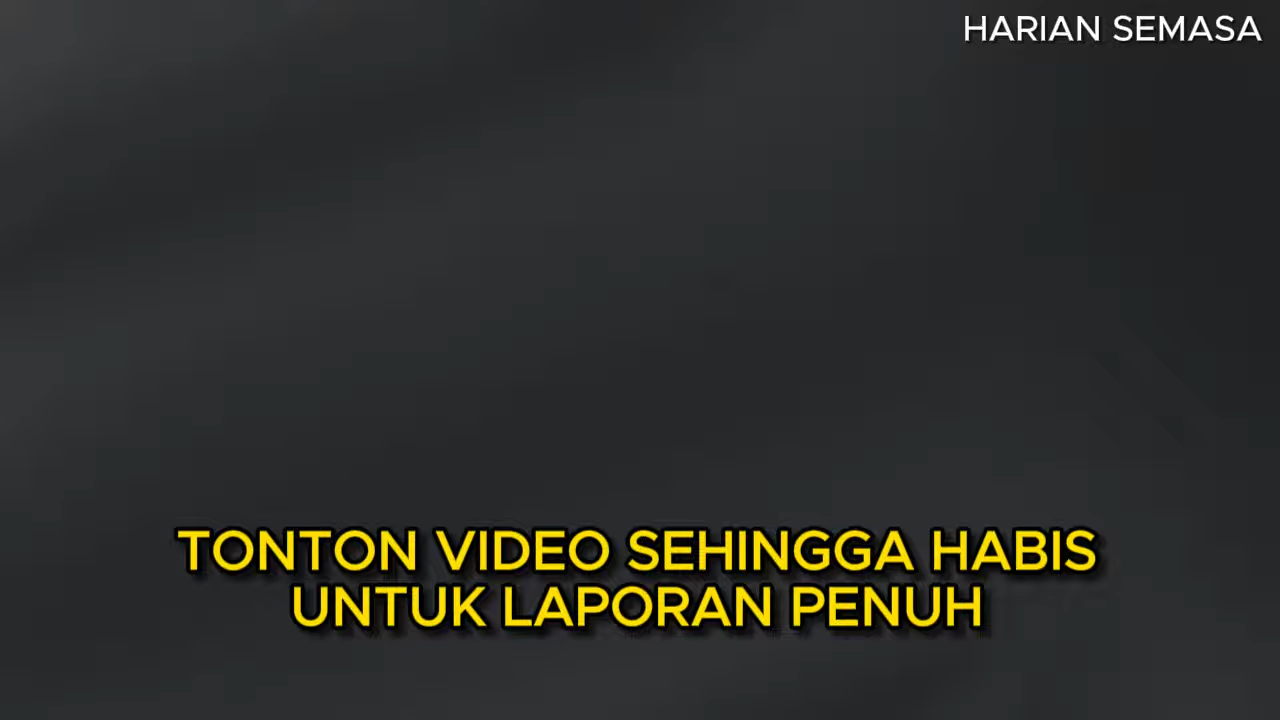 HARIAN SEMASA
TONTON VIDEO SEHINGGA HABIS
UNTUK LAPORAN PENUH